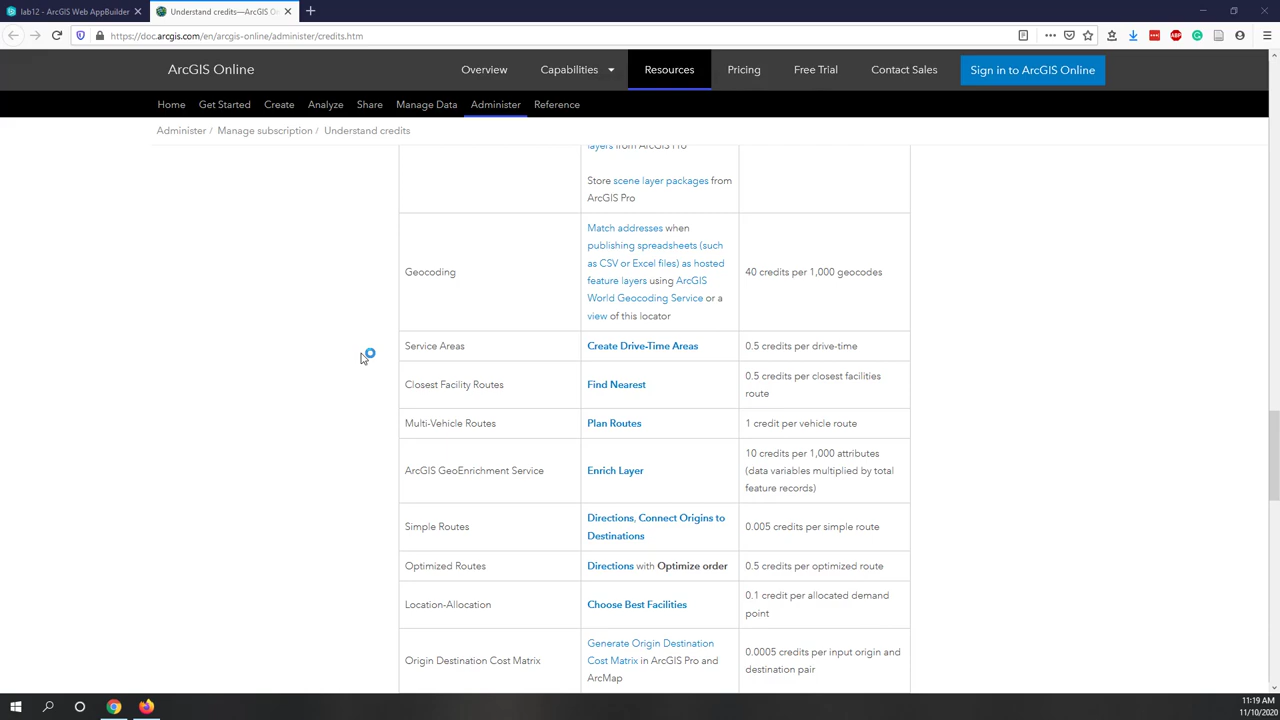 lab12 - ArcGIS Web AppBuilder
Understand credits—ArcGIS O
https://doc.arcgis.com/en/arcgis-online/administer/credits.htm
ArcGIS Online
Overview
Capabilities
Resources
Pricing
Free Trial
Contact Sales
Sign in to ArcGIS Online
Home
Get Started
Create
Analyze
Share
Manage Data
Administer
Reference
Administer / Manage subscription / Understand credits
layers from ArcGIS Pro
Store scene layer packages from
ArcGIS Pro
Geocoding
Match addresses when
publishing spreadsheets (such
as CSV or Excel files) as hosted
feature layers using ArcGIS
World Geocoding Service or a
view of this locator
40 credits per 1,000 geocodes
Service Areas
Create Drive-Time Areas
0.5 credits per drive-time
Closest Facility Routes
Find Nearest
0.5 credits per closest facilities
route
Multi-Vehicle Routes
Plan Routes
1 credit per vehicle route
ArcGIS GeoEnrichment Service
Enrich Layer
10 credits per 1,000 attributes
(data variables multiplied by total
feature records)
Simple Routes
Directions, Connect Origins to
Destinations
0.005 credits per simple route
Optimized Routes
Directions with Optimize order
0.5 credits per optimized route
Location-Allocation
Choose Best Facilities
0.1 credit per allocated demand
point
Origin Destination Cost Matrix
Generate Origin Destination
Cost Matrix in ArcGIS Pro and
ArcMap
0.0005 credits per input origin and
destination pair
11:19 AM
11/10/2020